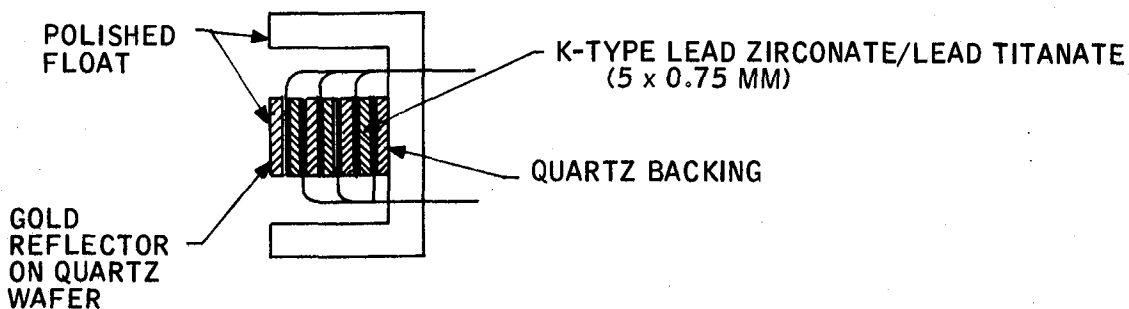 POLISHED
FLOAT
K-TYPE LEAD ZIRCONATE/LEAD TITANATE
(5 x 0.75 MM)
QUARTZ BACKING
GOLD
REFLECTOR
ON QUARTZ
WAFER